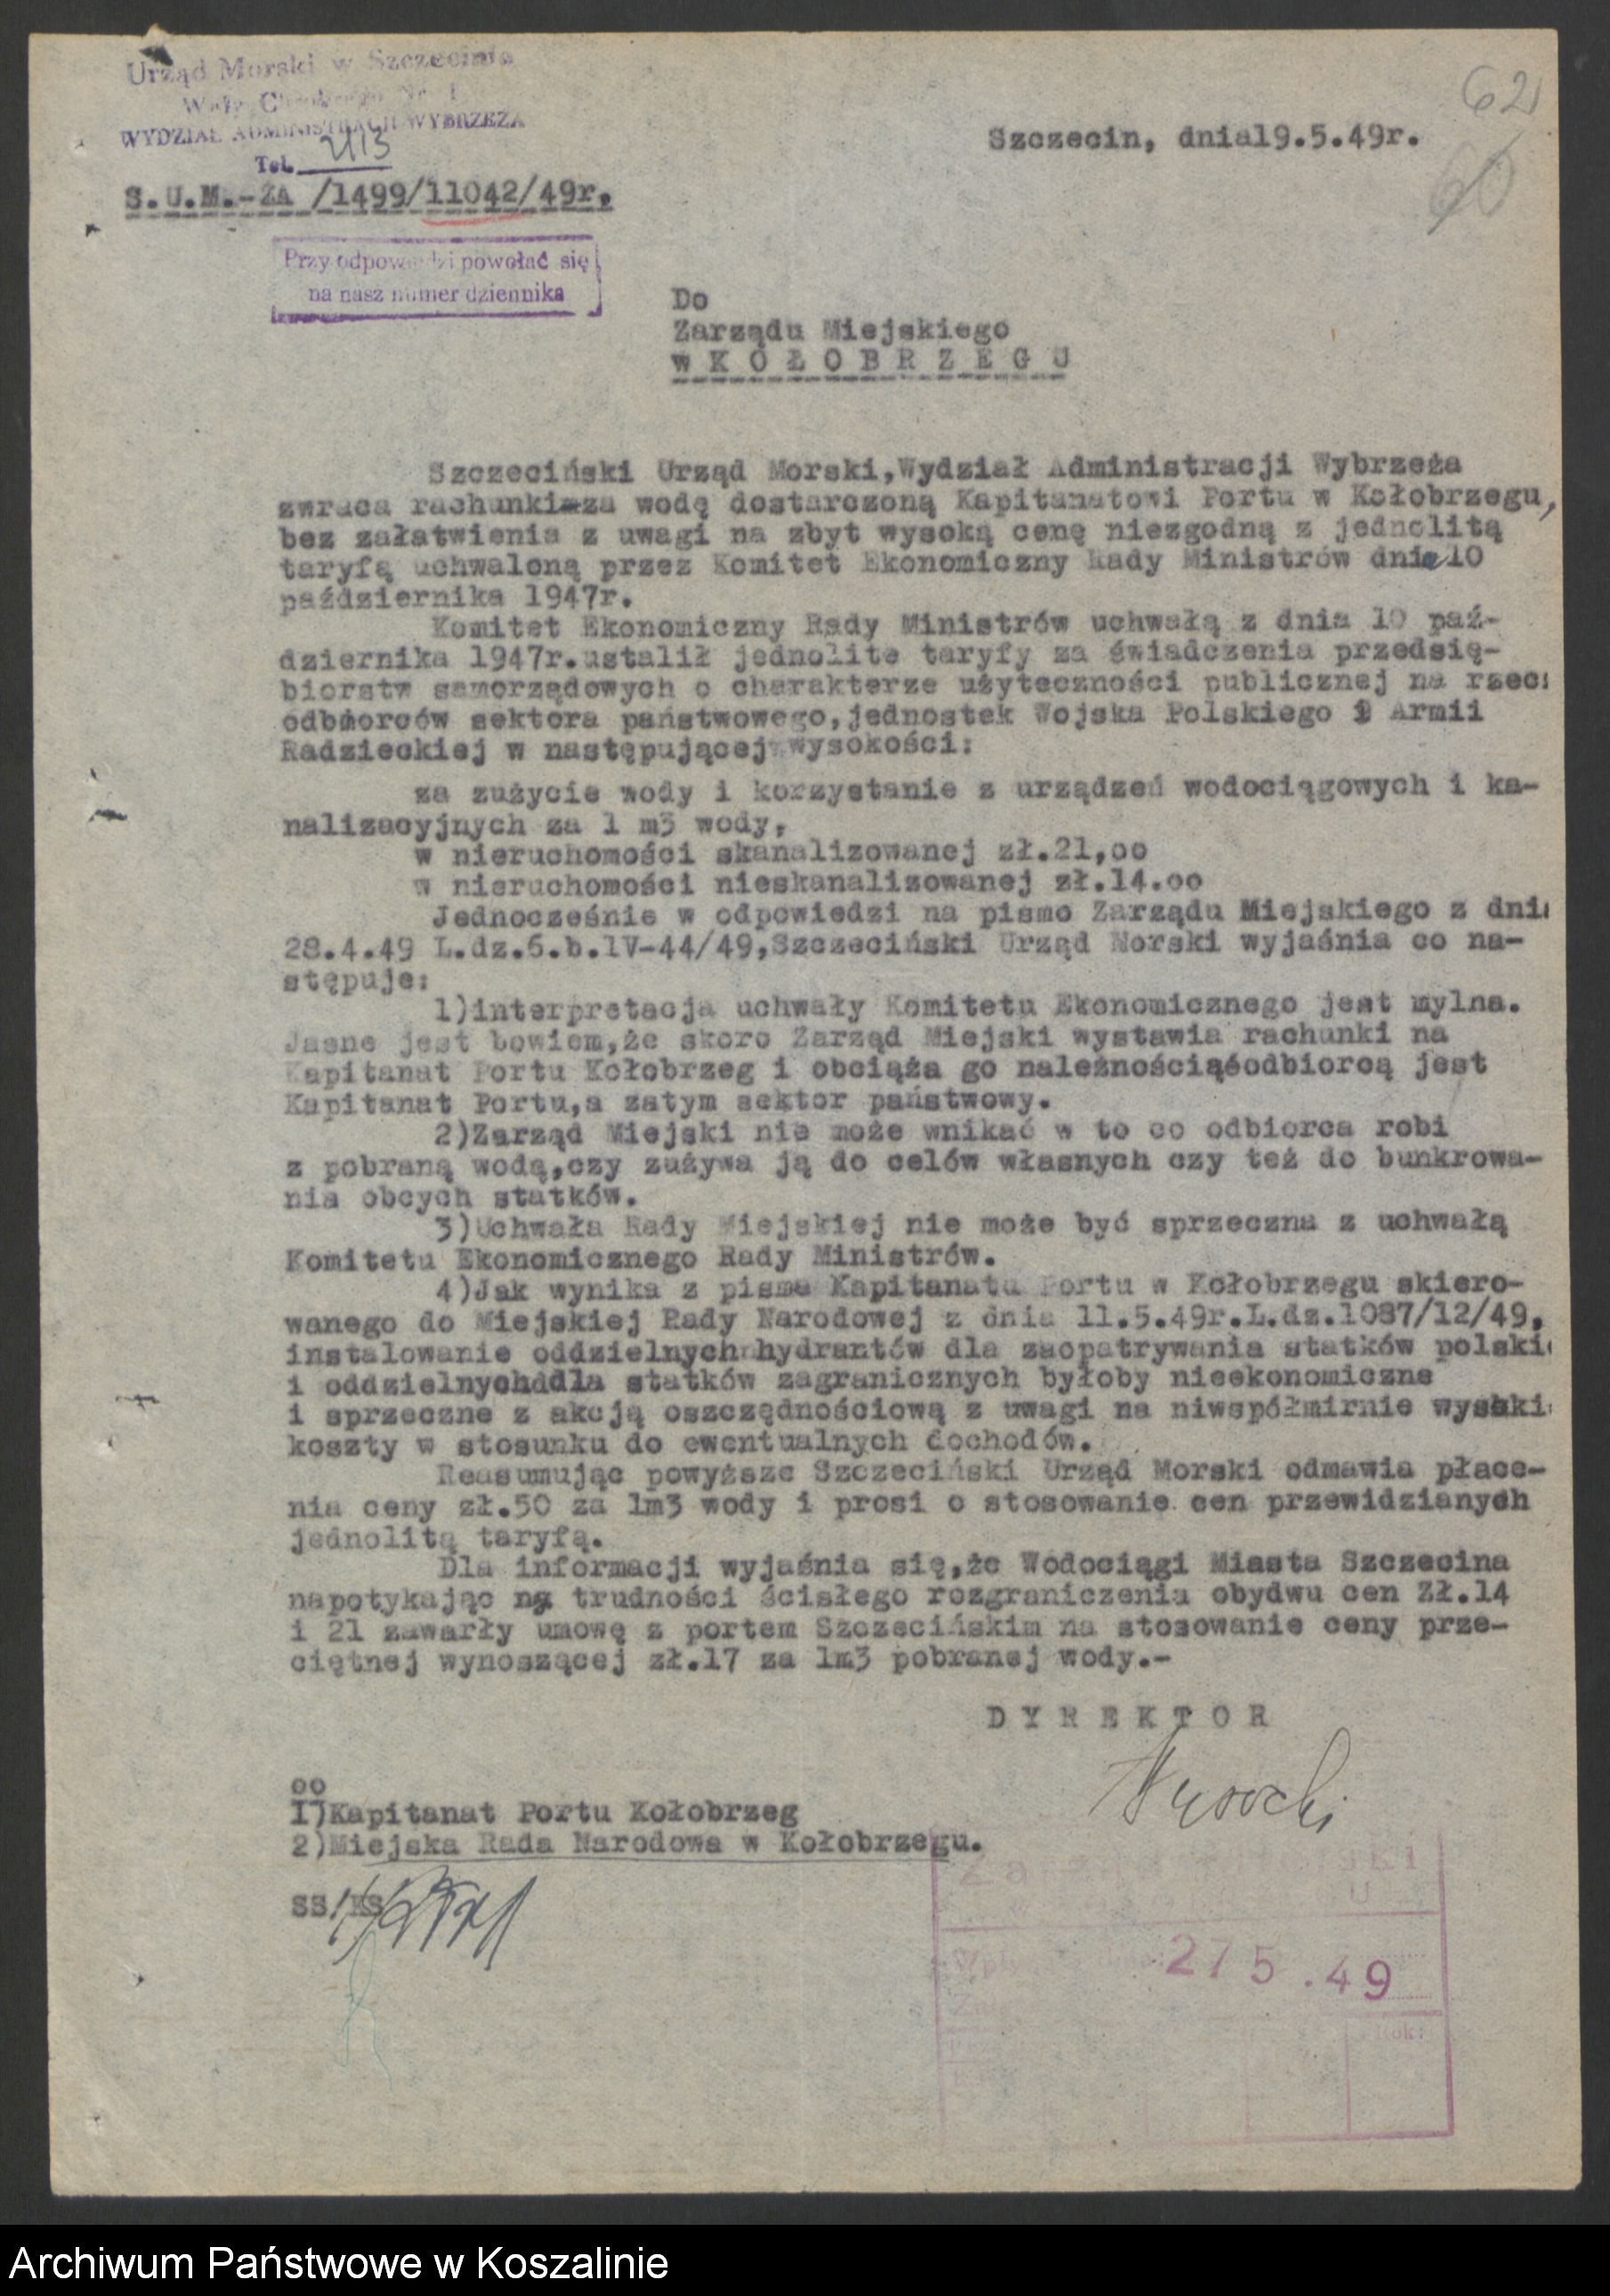 62
60
Urząd Morski w Szczecinie
Wały Nr 1
WYDZIAŁ ADMINISTRACJI WYBRZEŻA
Szczecin, dnia19.5.49r.
Tel. 2113
S.U.M.-ZA /1499/11042/49r.
Przy odpowiedzi powołać się
na nasz numer dziennika
Do
Zarządu Miejskiego
w K O Ł O B R Z E G U
Szczeciński Urząd Morski,Wydział Administracji Wybrzeża
zwraca rachunki za wodę dostarczoną Kapitanatowi Portu w Kołobrzegu,
bez załatwienia z uwagi na zbyt wysoką cenę niezgodną z jednolitą
taryfą uchwaloną przez Komitet Ekonomiczny Rady Ministrów dnia 10
października 1947r.
Komitet Ekonomiczny Rady Ministrów uchwałą z dnia 10 paź-
dziernika 1947r.ustalił jednolite taryfy za świadczenia przedsię-
biorstw samorządowych o charakterze użyteczności publicznej na rzec
odbiorców sektora państwowego,jednostek Wojska Polskiego i Armii
Radzieckiej w następującej wysokości:
za zużycie wody i korzystanie z urządzeń wodociągowych i ka-
nalizacyjnych za 1 m3 wody,
w nieruchomości skanalizowanej zł.21,oo
w nieruchomości nieskanalizowanej zł.14.oo
Jednocześnie w odpowiedzi na pismo Zarządu Miejskiego z dni
28.4.49 L.dz.6.b.IV-44/49,Szczeciński Urząd Morski wyjaśnia co na-
stępuje:
1)interpretacja uchwały Komitetu Ekonomicznego jest mylna.
Jasne jest bowiem,że skoro Zarząd Miejski wystawia rachunki na
Kapitanat Portu Kołobrzeg i obciąża go należnością odbiorcą jest
Kapitanat Portu,a zatym sektor państwowy.
2)Zarząd Miejski nie może wnikać w to co odbiorca robi
z pobraną wodą,czy zużywa ją do celów własnych czy też do bunkrowa-
nia obcych statków.
3)Uchwała Rady Miejskiej nie może być sprzeczna z uchwałą
Komitetu Ekonomicznego Rady Ministrów.
4)Jak wynika z pisma Kapitanatu Portu w Kołobrzegu skiero-
wanego do Miejskiej Rady Narodowej z dnia 11.5.49r.L.dz.1087/12/49,
instalowanie oddzielnych hydrantów dla zaopatrywania statków polski
i oddzielnychddla statków zagranicznych byłoby nieekonomiczne
i sprzeczne z akcją oszczędnościową z uwagi na niwspółmirnie wysoki
koszty w stosunku do ewentualnych dochodów.
Reasumując powyższe Szczeciński Urząd Morski odmawia płace-
nia ceny zł.50 za 1m3 wody i prosi o stosowanie cen przewidzianych
jednolitą taryfą.
Dla informacji wyjaśnia się,że Wodociągi Miasta Szczecina
napotykając na trudności ścisłego rozgraniczenia obydwu cen Zł.14
i 21 zawarły umowę z portem Szczecińskim na stosowanie ceny prze-
ciętnej wynoszącej zł.17 za 1m3 pobranej wody.-
D Y R E K T O R
oo
1)Kapitanat Portu Kołobrzeg
2)Miejska Rada Narodowa w Kołobrzegu.
SS/KS
27 5 . 49
Rok:
Archiwum Państwowe w Koszalinie